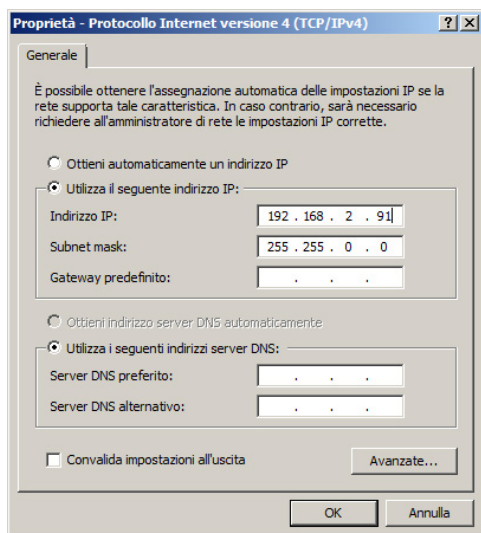 Proprietà - Protocollo Internet versione 4 (TCP/IPv4)
Generale
È possibile ottenere l'assegnazione automatica delle impostazioni IP se la
rete supporta tale caratteristica. In caso contrario, sarà necessario
richiedere all'amministratore di rete le impostazioni IP corrette.
Ottieni automaticamente un indirizzo IP
Utilizza il seguente indirizzo IP:
Indirizzo IP: 192 . 168 . 2 . 91
Subnet mask: 255 . 255 . 0 . 0
Gateway predefinito: . . .
Ottieni indirizzo server DNS automaticamente
Utilizza i seguenti indirizzi server DNS:
Server DNS preferito: . . .
Server DNS alternativo: . . .
Convalida impostazioni all'uscita Avanzate...
OK Annulla